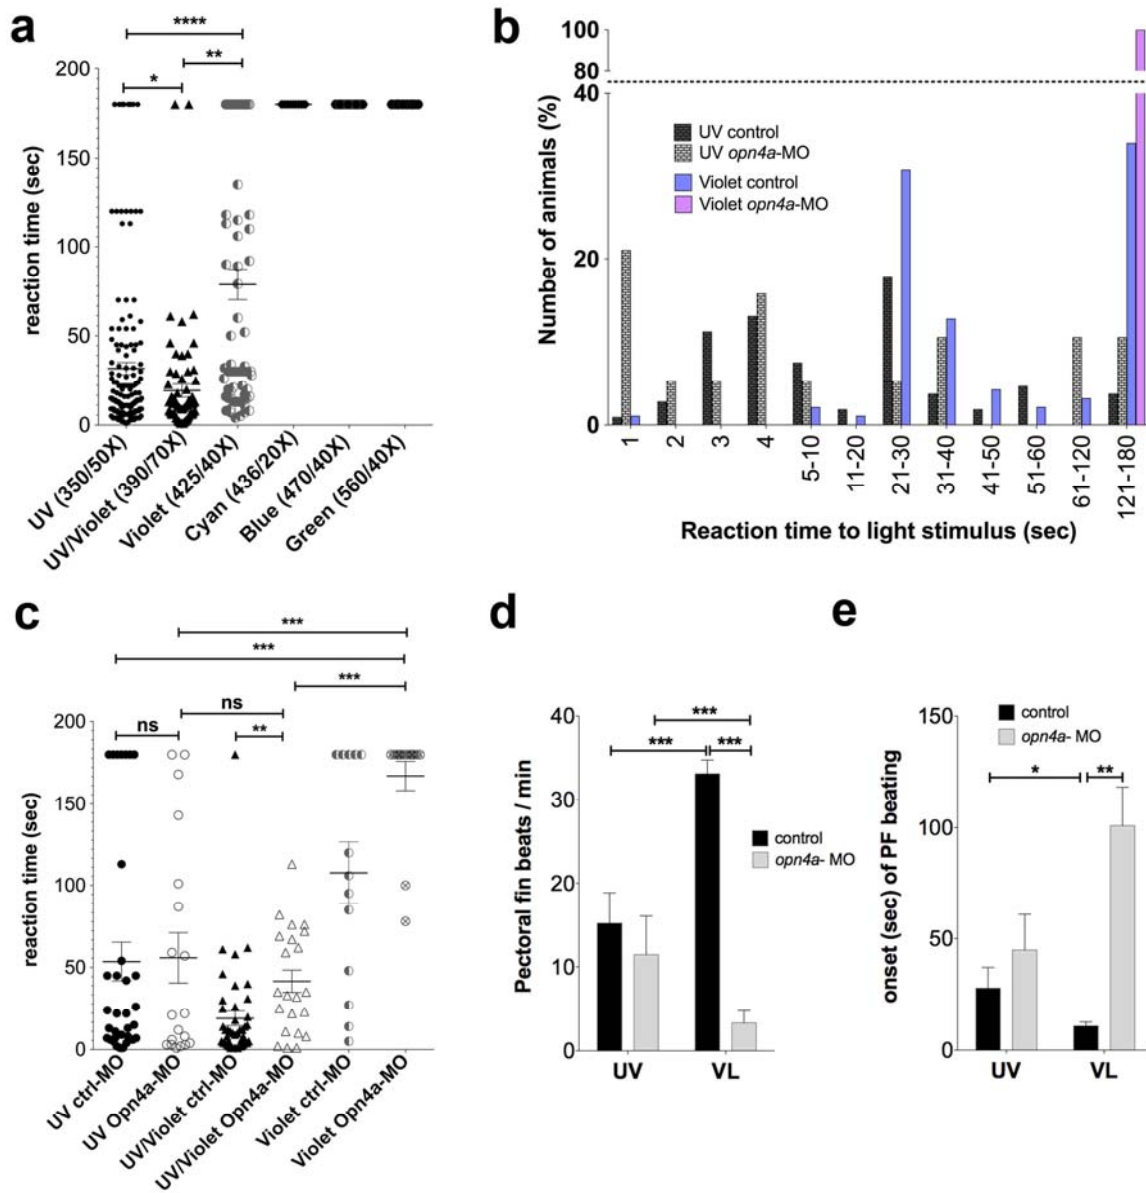 a
****
**
*
200
150
100
50
0
reaction time (sec)
UV (350/50X)
UV/Violet (390/70X)
Violet (425/40X)
Cyan (436/20X)
Blue (470/40X)
Green (560/40X)
b
100
80
40
20
0
Number of animals (%)
UV control
UV opn4a-MO
Violet control
Violet opn4a-MO
1
2
3
4
5-10
11-20
21-30
31-40
41-50
51-60
61-120
121-180
Reaction time to light stimulus (sec)
c
***
***
***
ns
ns
**
200
150
100
50
0
reaction time (sec)
UV ctrl-MO
UV Opn4a-MO
UV/Violet ctrl-MO
UV/Violet Opn4a-MO
Violet ctrl-MO
Violet Opn4a-MO
d
40
30
20
10
0
Pectoral fin beats / min
***
***
***
control
opn4a- MO
UV
VL
e
150
100
50
0
onset (sec) of PF beating
control
opn4a- MO
*
**
UV
VL